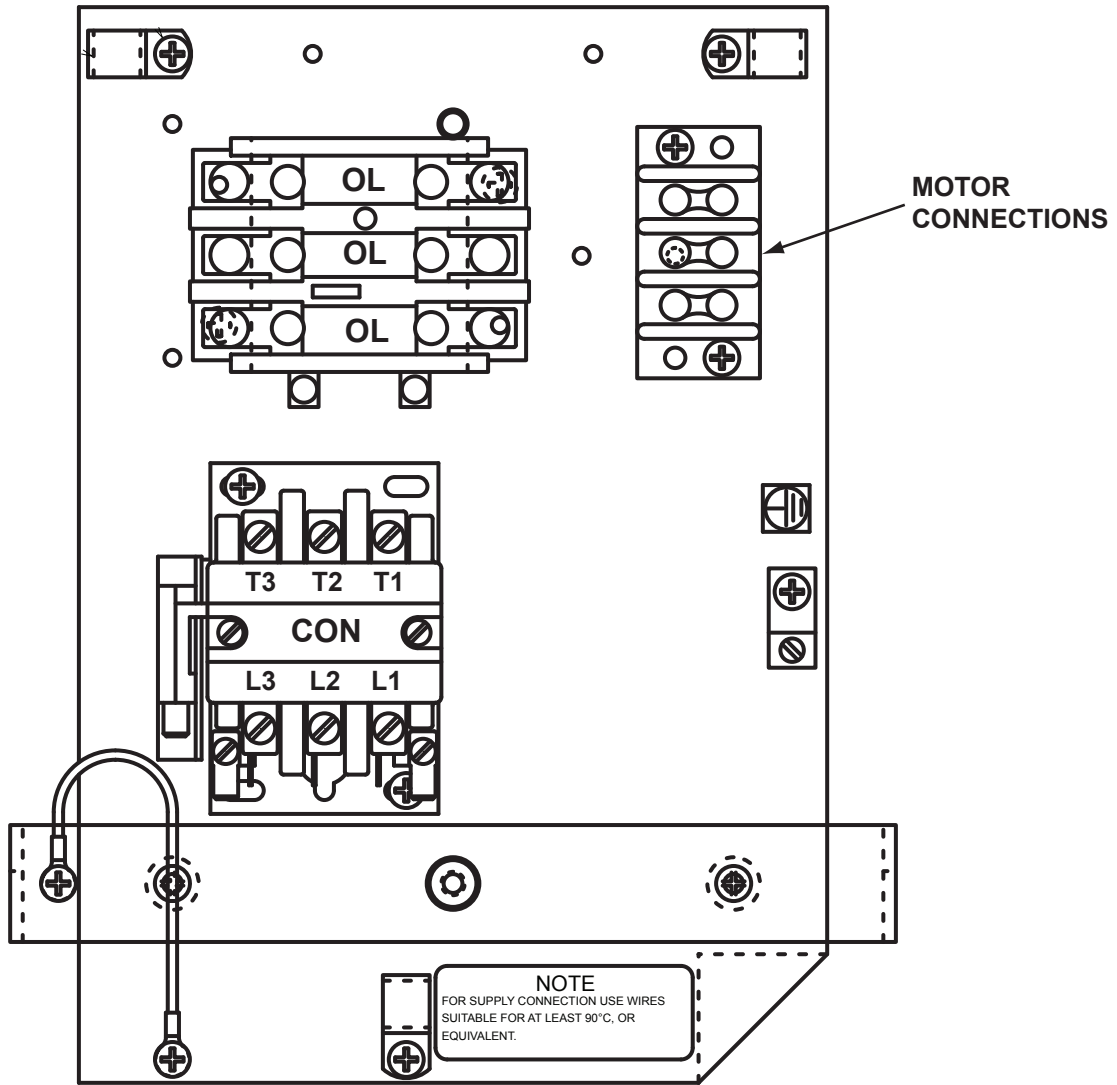 OL
OL
OL
MOTOR
CONNECTIONS
T3 T2 T1
CON
L3 L2 L1
NOTE
FOR SUPPLY CONNECTION USE WIRES
SUITABLE FOR AT LEAST 90°C, OR
EQUIVALENT.